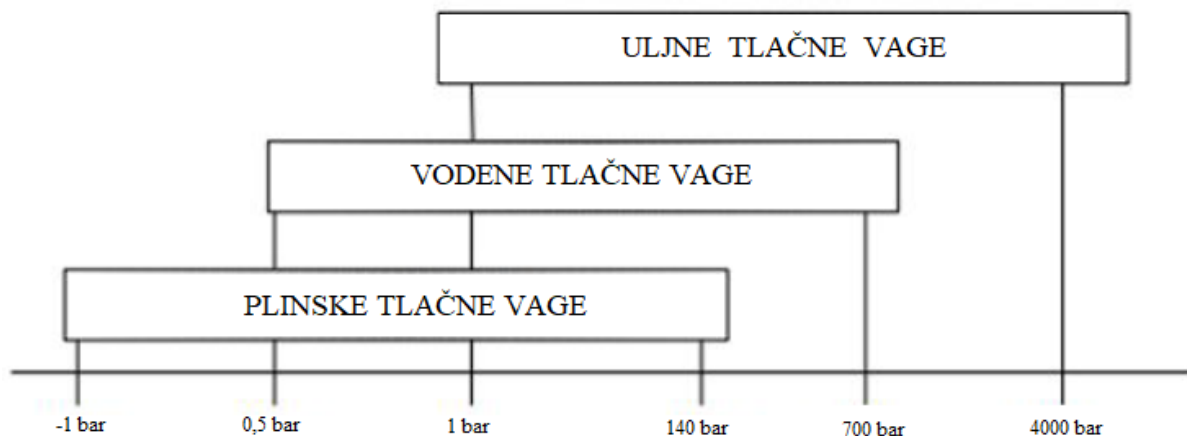 ULJNE TLAČNE VAGE
VODENE TLAČNE VAGE
PLINSKE TLAČNE VAGE
-1 bar 0,5 bar 1 bar 140 bar 700 bar 4000 bar